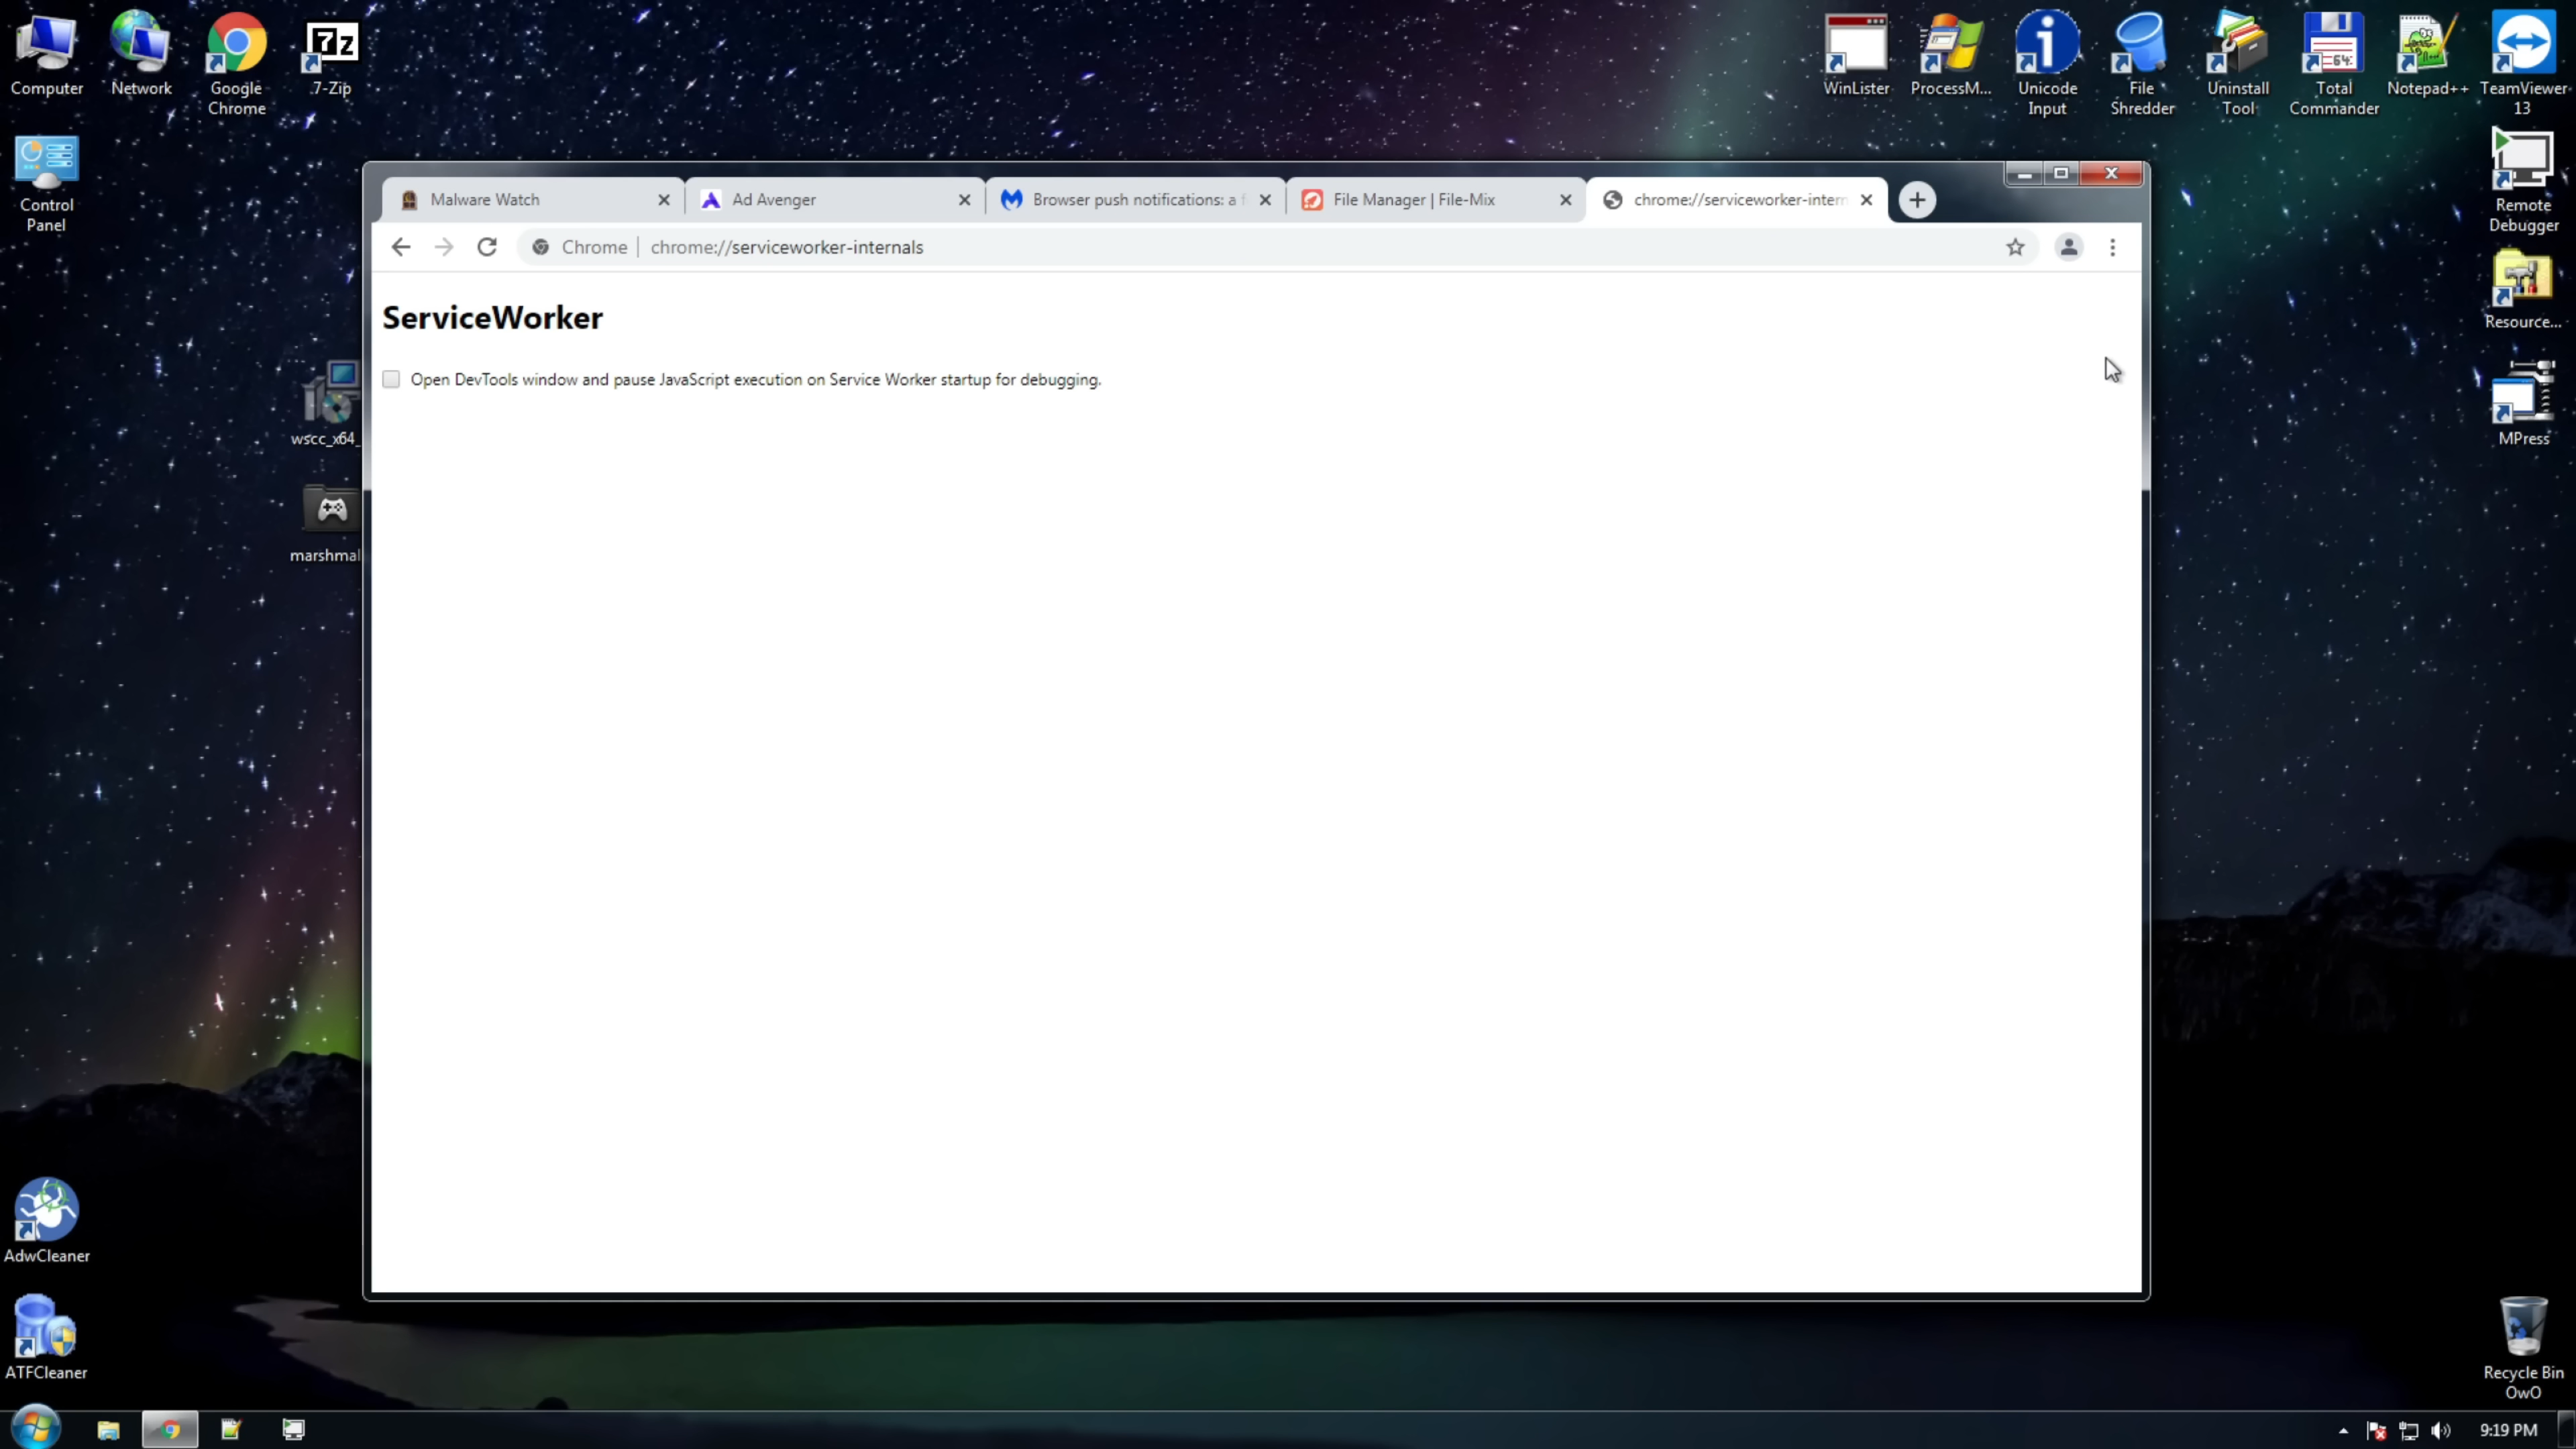 Computer
Network
Google
Chrome
7-Zip
WinLister
ProcessM...
Unicode
Input
File
Shredder
Uninstall
Tool
Total
Commander
Notepad++
TeamViewer
13
Control
Panel
Remote
Debugger
Resource...
MPress
wscc_x64_
marshmal
Malware Watch
Ad Avenger
Browser push notifications: a f
File Manager | File-Mix
chrome://serviceworker-intern
Chrome | chrome://serviceworker-internals
ServiceWorker
Open DevTools window and pause JavaScript execution on Service Worker startup for debugging.
AdwCleaner
ATFCleaner
Recycle Bin
OwO
9:19 PM